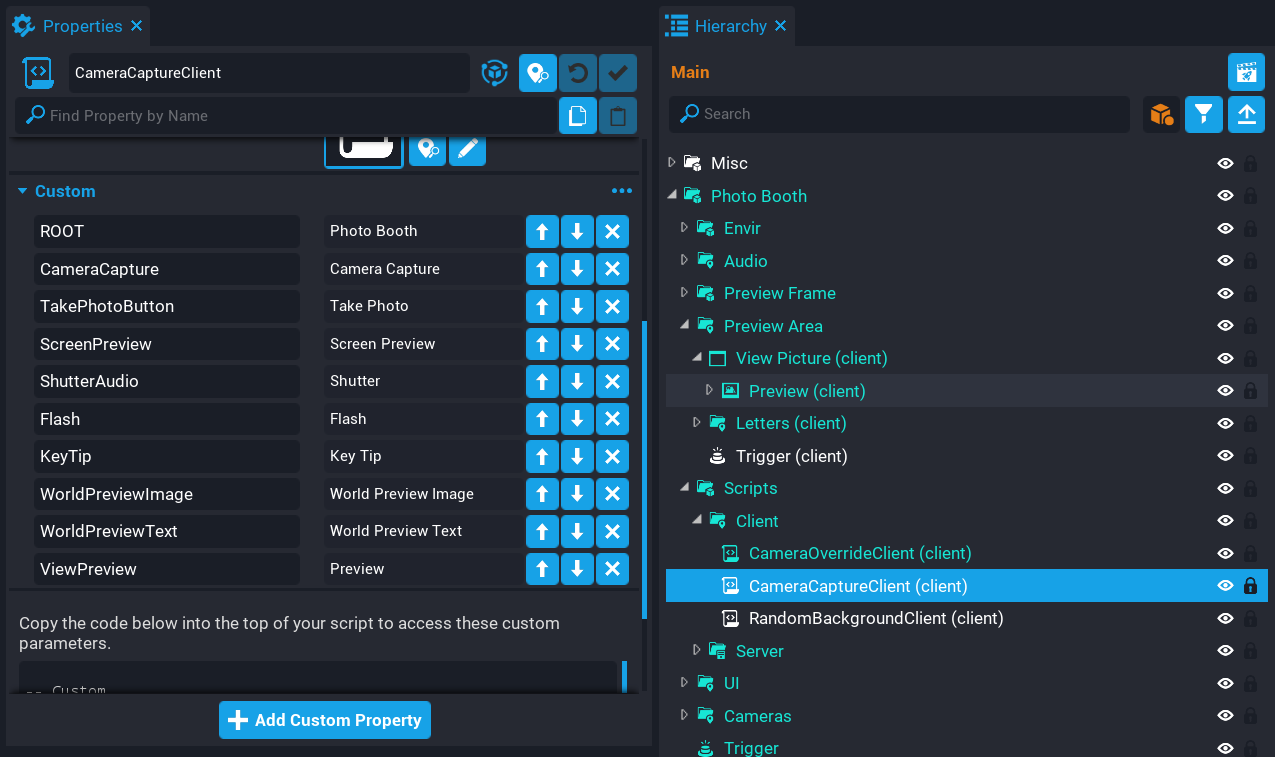 Properties
CameraCaptureClient
Find Property by Name
Custom
ROOT Photo Booth
CameraCapture Camera Capture
TakePhotoButton Take Photo
ScreenPreview Screen Preview
ShutterAudio Shutter
Flash Flash
KeyTip Key Tip
WorldPreviewImage World Preview Image
WorldPreviewText World Preview Text
ViewPreview Preview
Copy the code below into the top of your script to access these custom
parameters.
-- Custom
Add Custom Property
Hierarchy
Main
Search
Misc
Photo Booth
Envir
Audio
Preview Frame
Preview Area
View Picture (client)
Preview (client)
Letters (client)
Trigger (client)
Scripts
Client
CameraOverrideClient (client)
CameraCaptureClient (client)
RandomBackgroundClient (client)
Server
UI
Cameras
Trigger